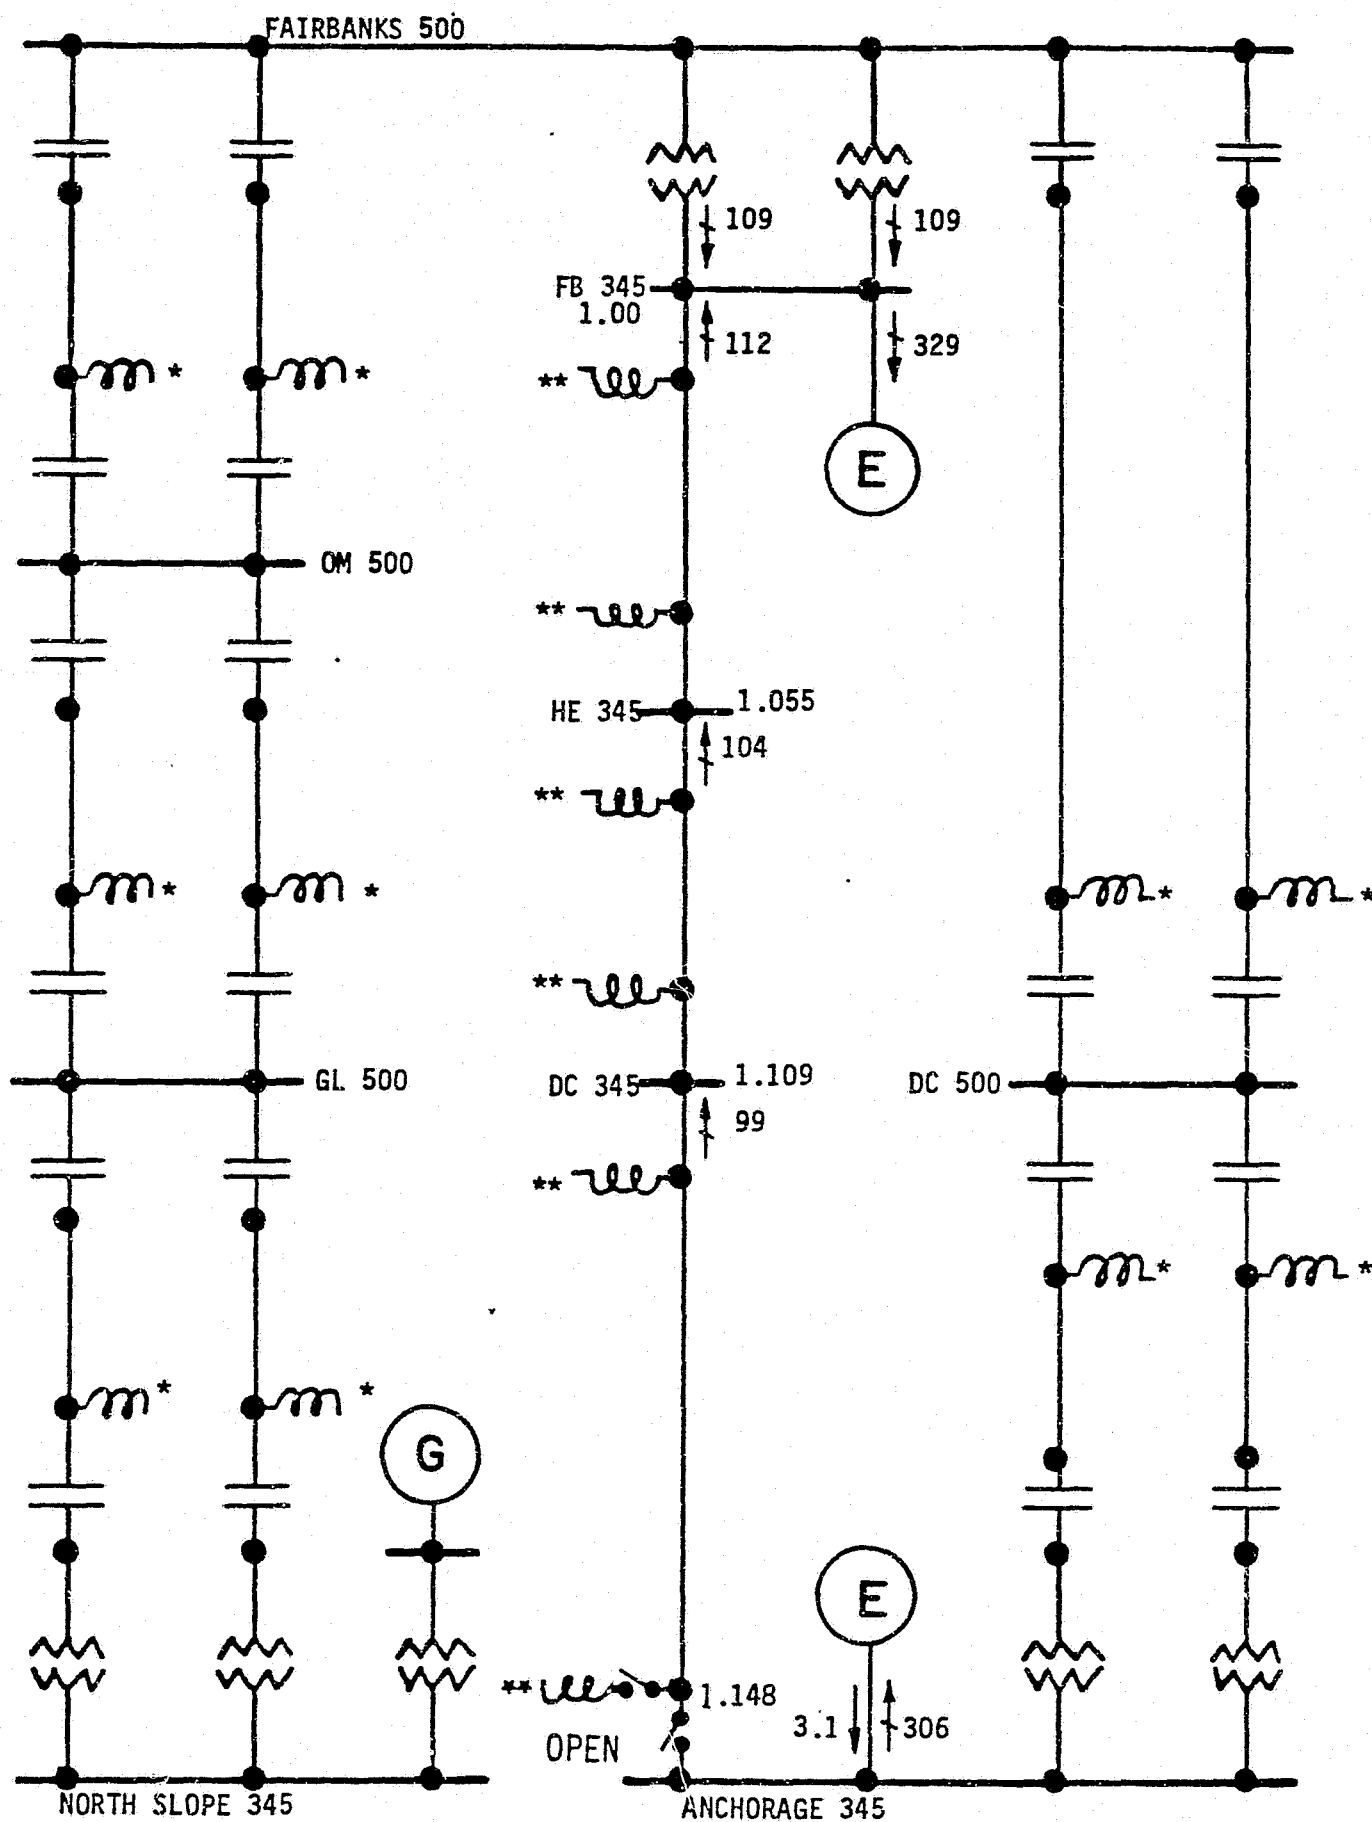 FAIRBANKS 500
109
109
FB 345
1.00
112
329
*
*
**
E
OM 500
**
HE 345
1.055
104
**
*
*
*
*
**
GL 500
DC 345
1.109
DC 500
99
**
*
*
*
*
G
E
**
1.148
3.1
306
OPEN
NORTH SLOPE 345
ANCHORAGE 345